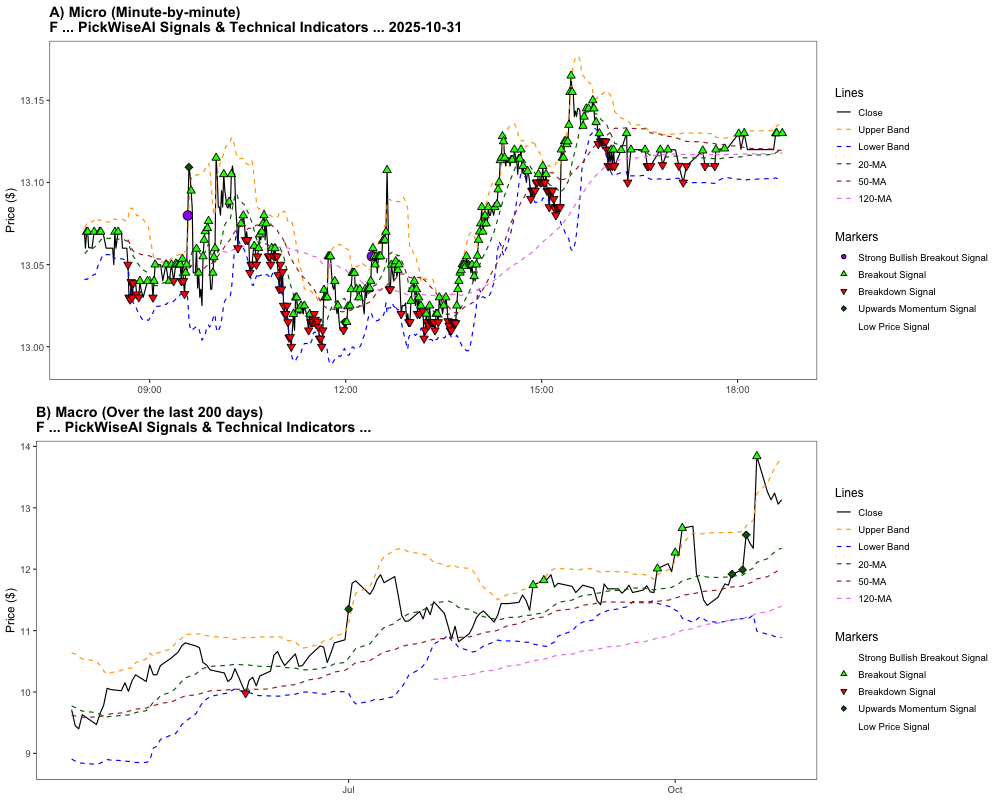 A) Micro (Minute-by-minute)
F ... PickWiseAI Signals & Technical Indicators ... 2025-10-31
Price ($)
13.15
13.10
13.05
13.00
09:00
12:00
15:00
18:00
Lines
Close
Upper Band
Lower Band
20-MA
50-MA
120-MA
Markers
Strong Bullish Breakout Signal
Breakout Signal
Breakdown Signal
Upwards Momentum Signal
Low Price Signal
B) Macro (Over the last 200 days)
F ... PickWiseAI Signals & Technical Indicators ...
Price ($)
14
13
12
11
10
9
Jul
Oct
Lines
Close
Upper Band
Lower Band
20-MA
50-MA
120-MA
Markers
Strong Bullish Breakout Signal
Breakout Signal
Breakdown Signal
Upwards Momentum Signal
Low Price Signal